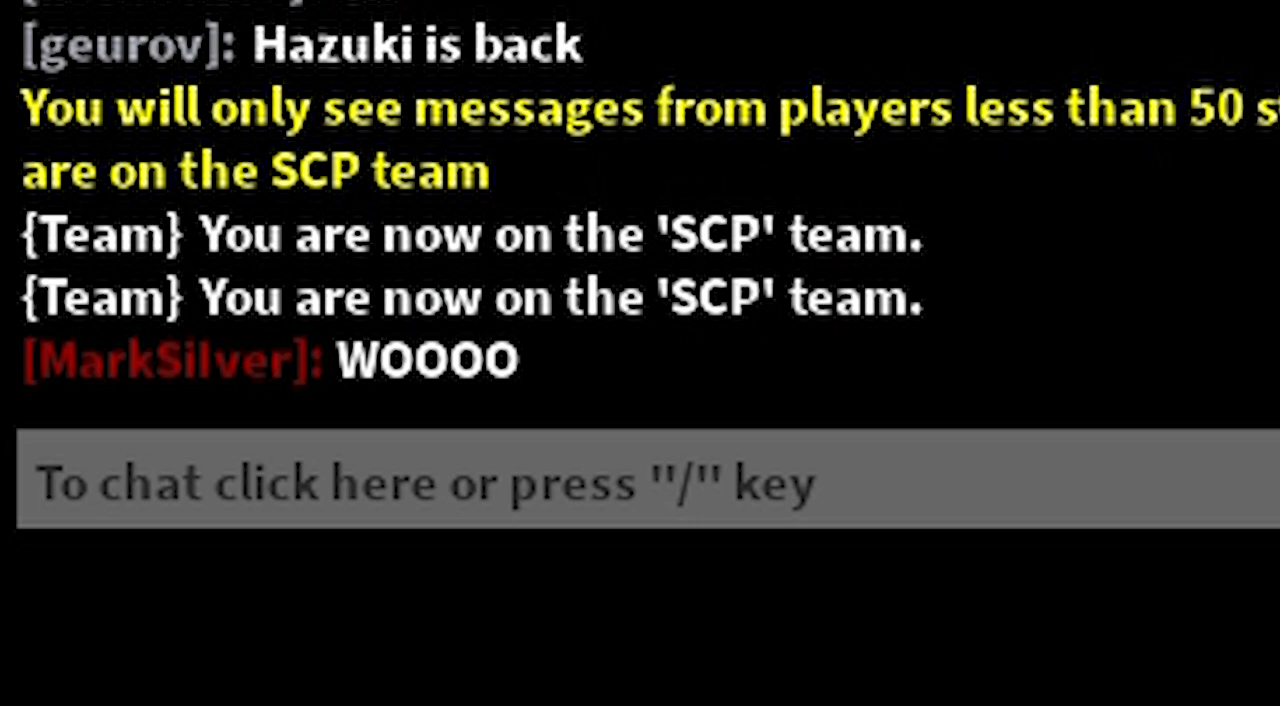 [geurov]: Hazuki is back
You will only see messages from players less than 50
are on the SCP team
{Team} You are now on the 'SCP' team.
{Team} You are now on the 'SCP' team.
[MarkSilver]: WOOOO
To chat click here or press "/" key